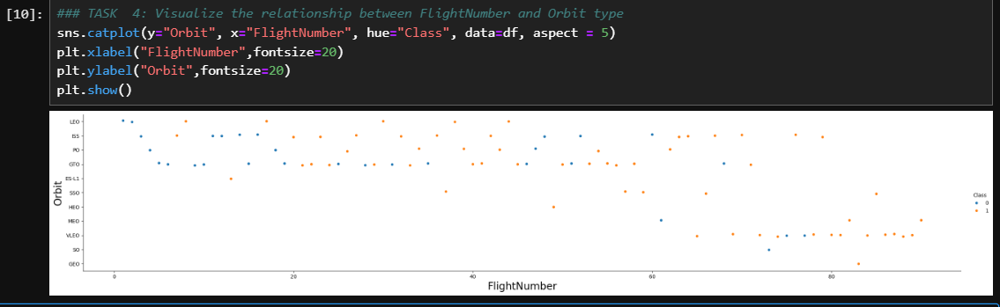 [10]:
### TASK  4: Visualize the relationship between FlightNumber and Orbit type
sns.catplot(y="Orbit", x="FlightNumber", hue="Class", data=df, aspect = 5)
plt.xlabel("FlightNumber",fontsize=20)
plt.ylabel("Orbit",fontsize=20)
plt.show()
LEO
ISS
PO
GTO
ES-L1
SSO
HEO
MEO
VLEO
SO
GEO
Orbit
0 20 40 60 80
FlightNumber
Class
0
1